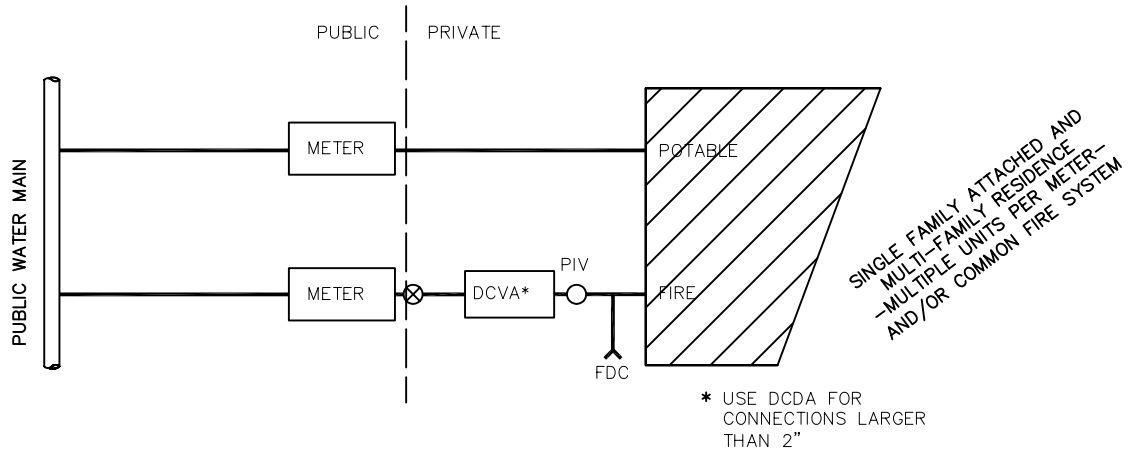 PUBLIC
PRIVATE
PUBLIC WATER MAIN
METER
POTABLE
METER
DCVA*
PIV
FIRE
FDC
SINGLE FAMILY ATTACHED AND
MULTI-FAMILY RESIDENCE
-MULTIPLE UNITS PER METER-
AND/OR COMMON FIRE SYSTEM
* USE DCDA FOR
CONNECTIONS LARGER
THAN 2"